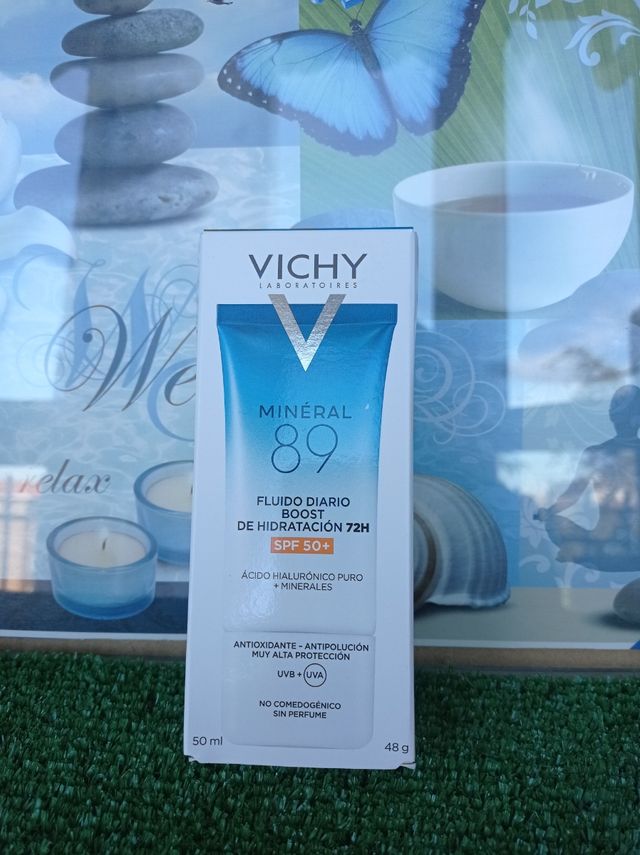 VICHY
LABORATOIRES
MINÉRAL
89
FLUIDO DIARIO
BOOST
DE HIDRATACIÓN 72H
SPF 50+
ÁCIDO HIALURÓNICO PURO
+ MINERALES
ANTIOXIDANTE - ANTIPOLUCIÓN
MUY ALTA PROTECCIÓN
UVB + UVA
NO COMEDOGÉNICO
SIN PERFUME
50 ml
48 g
relax